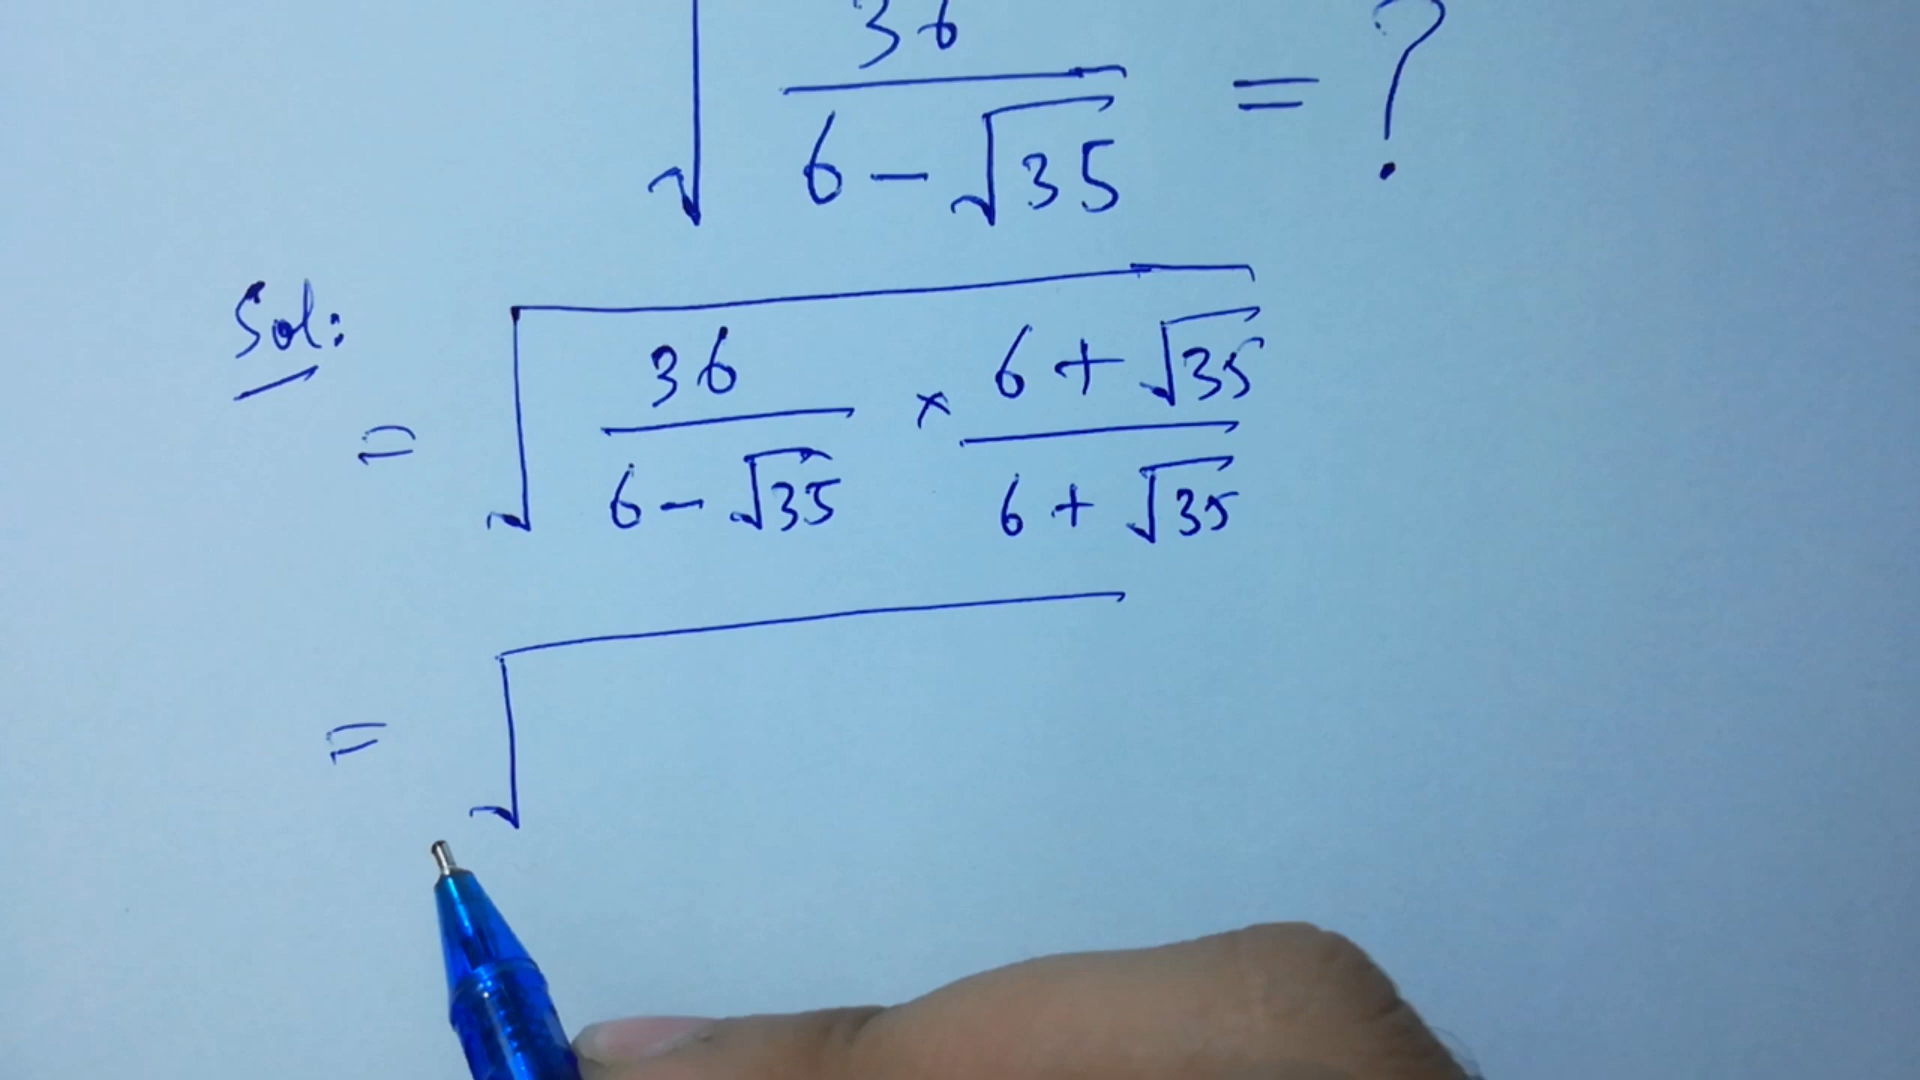 √(36/(6-√35)) = ?
Sol:
= √(36/(6-√35) × (6+√35)/(6+√35))
= √